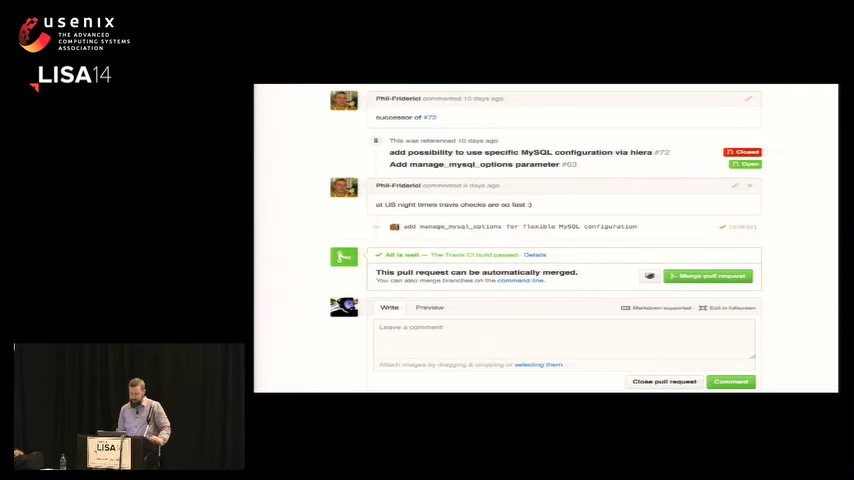 usenix
THE ADVANCED
COMPUTING SYSTEMS
ASSOCIATION
LISA14
Phil-Friderici commented 10 days ago
successor of #72
This was referenced 10 days ago
add possibility to use specific MySQL configuration via hiera #72
Closed
Add manage_mysql_options parameter #63
Open
Phil-Friderici commented 9 days ago
at US night times travis checks are so fast :)
add manage_mysql_options for flexible MySQL configuration
All is well — The Travis CI build passed · Details
This pull request can be automatically merged.
You can also merge branches on the command line.
Merge pull request
Write
Preview
Markdown supported
Edit in fullscreen
Leave a comment
Attach images by dragging & dropping or selecting them.
Close pull request
Comment
LISA14